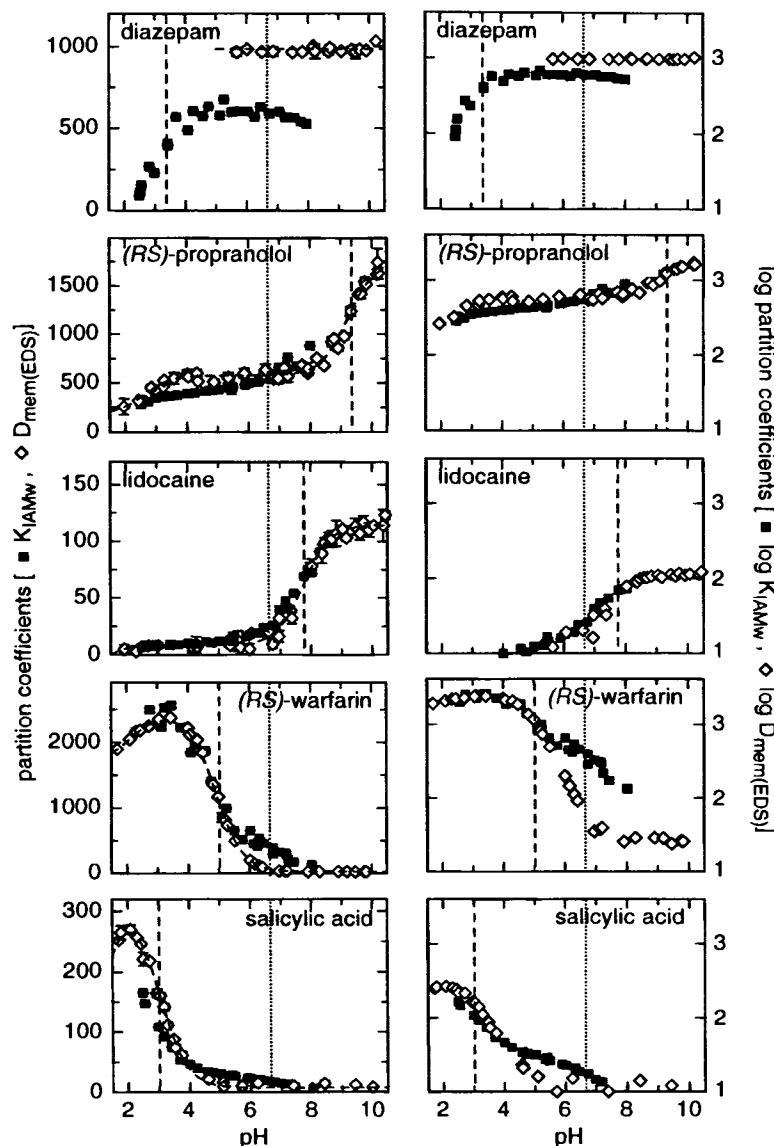 diazepam
1000
500
0
diazepam
3
2
1
(RS)-propranolol
1500
1000
500
0
(RS)-propranolol
3
2
1
lidocaine
150
100
50
0
lidocaine
3
2
1
(RS)-warfarin
2000
1000
0
(RS)-warfarin
3
2
1
salicylic acid
300
200
100
0
2 4 6 8 10
pH
salicylic acid
3
2
1
2 4 6 8 10
pH
partition coefficients [ ■ K_IAMw , ◇ D_mem(EDS)]
log partition coefficients [ ■ log K_IAMw , ◇ log D_mem(EDS)]